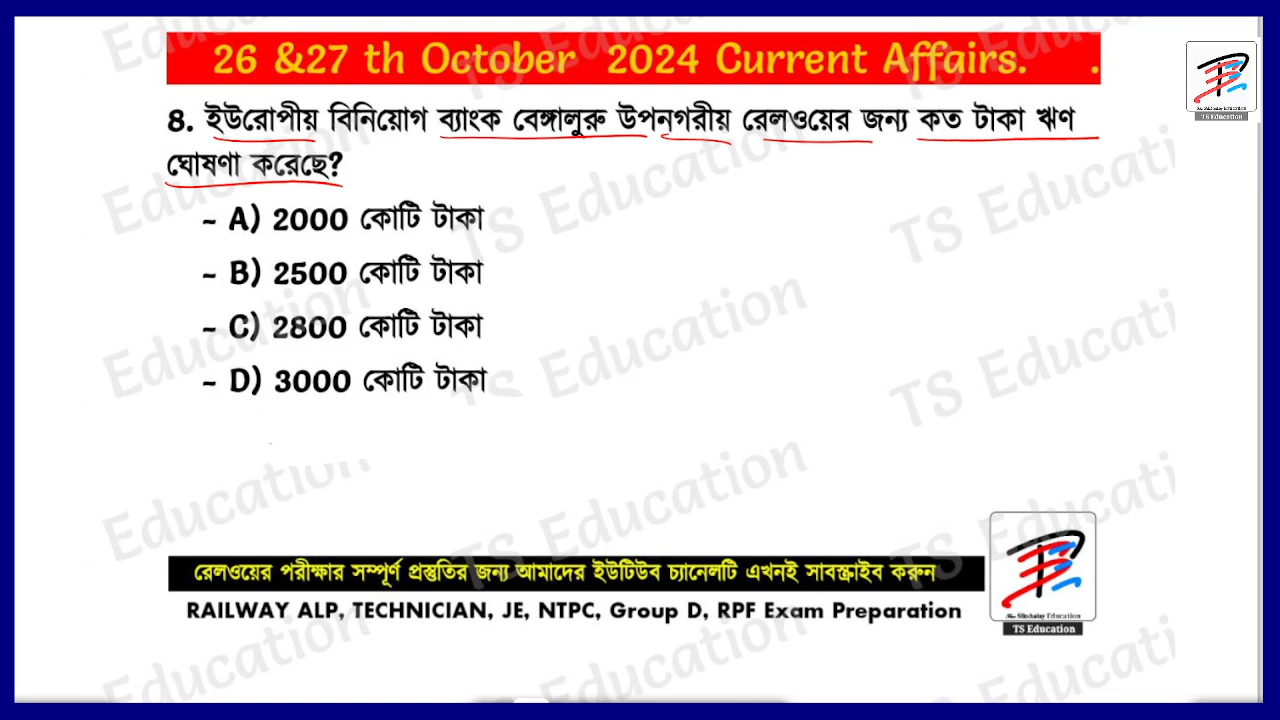 26 &27 th October 2024 Current Affairs. .
8. ইউরোপীয় বিনিয়োগ ব্যাংক বেঙ্গালুরু উপনগরীয় রেলওয়ের জন্য কত টাকা ঋণ
ঘোষণা করেছে?
- A) 2000 কোটি টাকা
- B) 2500 কোটি টাকা
- C) 2800 কোটি টাকা
- D) 3000 কোটি টাকা
রেলওয়ের পরীক্ষার সম্পূর্ণ প্রস্তুতির জন্য আমাদের ইউটিউব চ্যানেলটি এখনই সাবস্ক্রাইব করুন
RAILWAY ALP, TECHNICIAN, JE, NTPC, Group D, RPF Exam Preparation
TS Education
TS Education